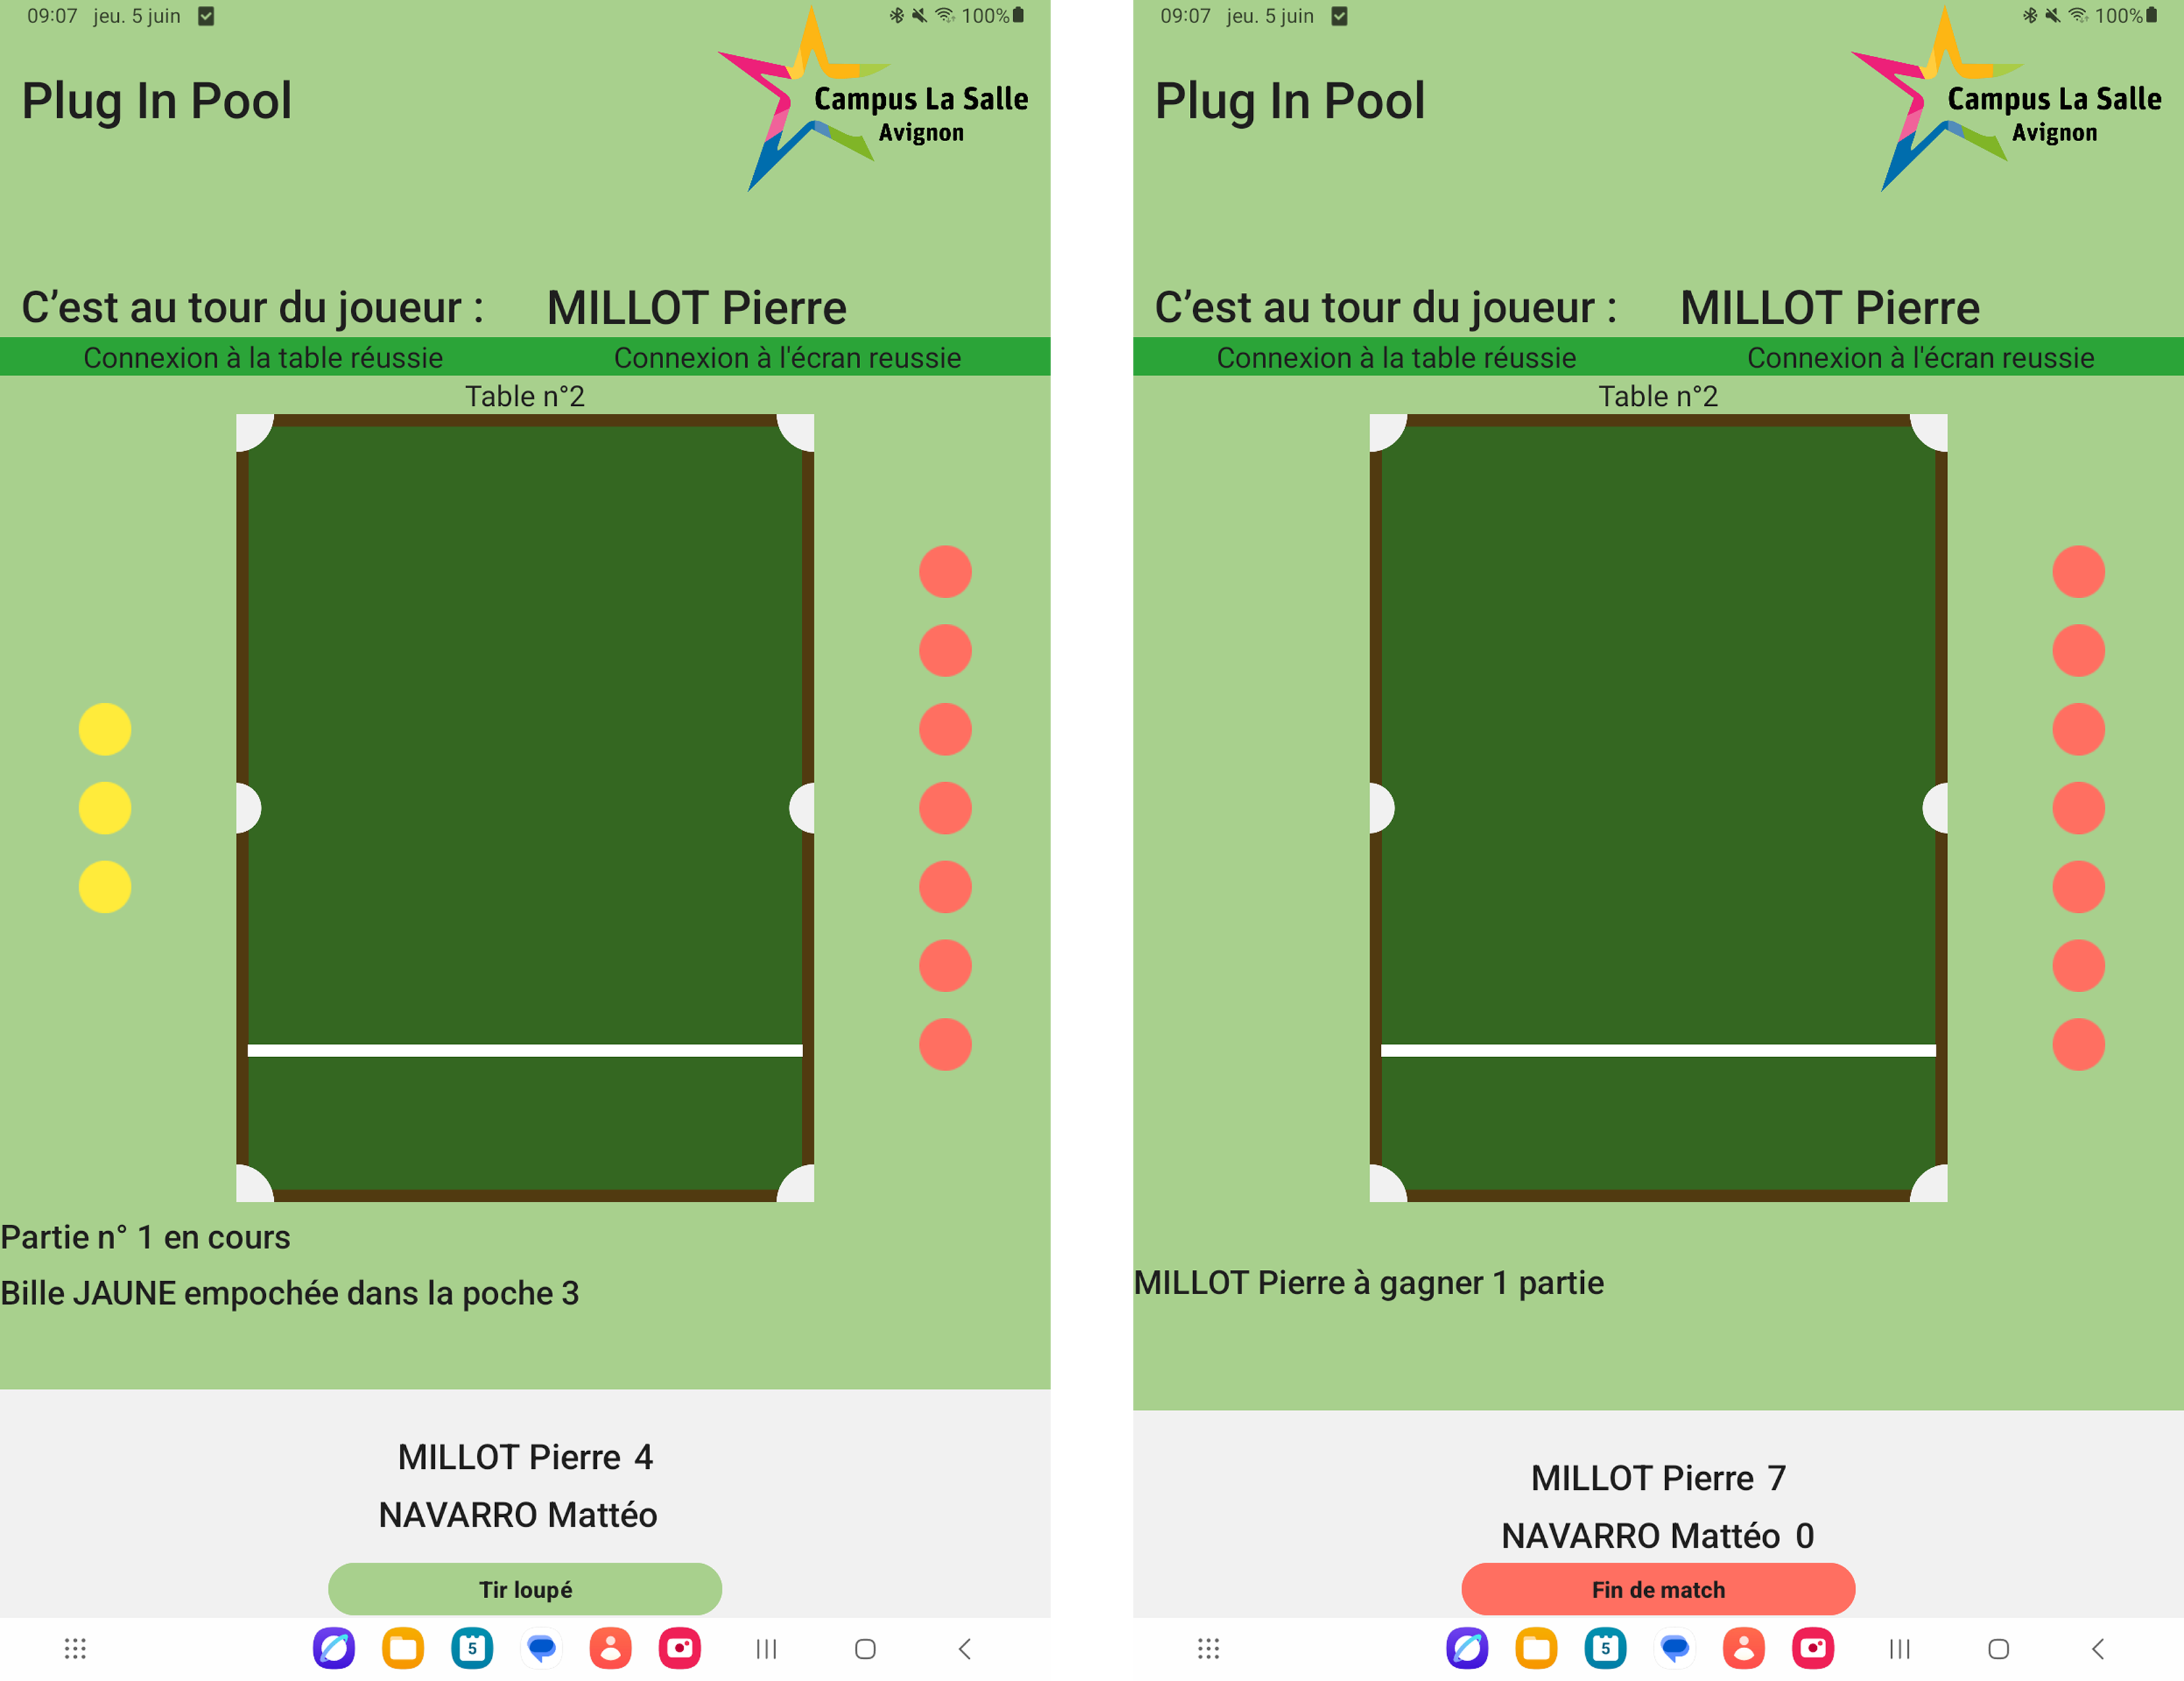 09:07 jeu. 5 juin 100%
Plug In Pool
Campus La Salle
Avignon
C’est au tour du joueur : MILLOT Pierre
Connexion à la table réussie Connexion à l'écran reussie
Table n°2
Partie n° 1 en cours
Bille JAUNE empochée dans la poche 3
MILLOT Pierre 4
NAVARRO Mattéo
Tir loupé
5
09:07 jeu. 5 juin 100%
Plug In Pool
Campus La Salle
Avignon
C’est au tour du joueur : MILLOT Pierre
Connexion à la table réussie Connexion à l'écran reussie
Table n°2
MILLOT Pierre à gagner 1 partie
MILLOT Pierre 7
NAVARRO Mattéo 0
Fin de match
5